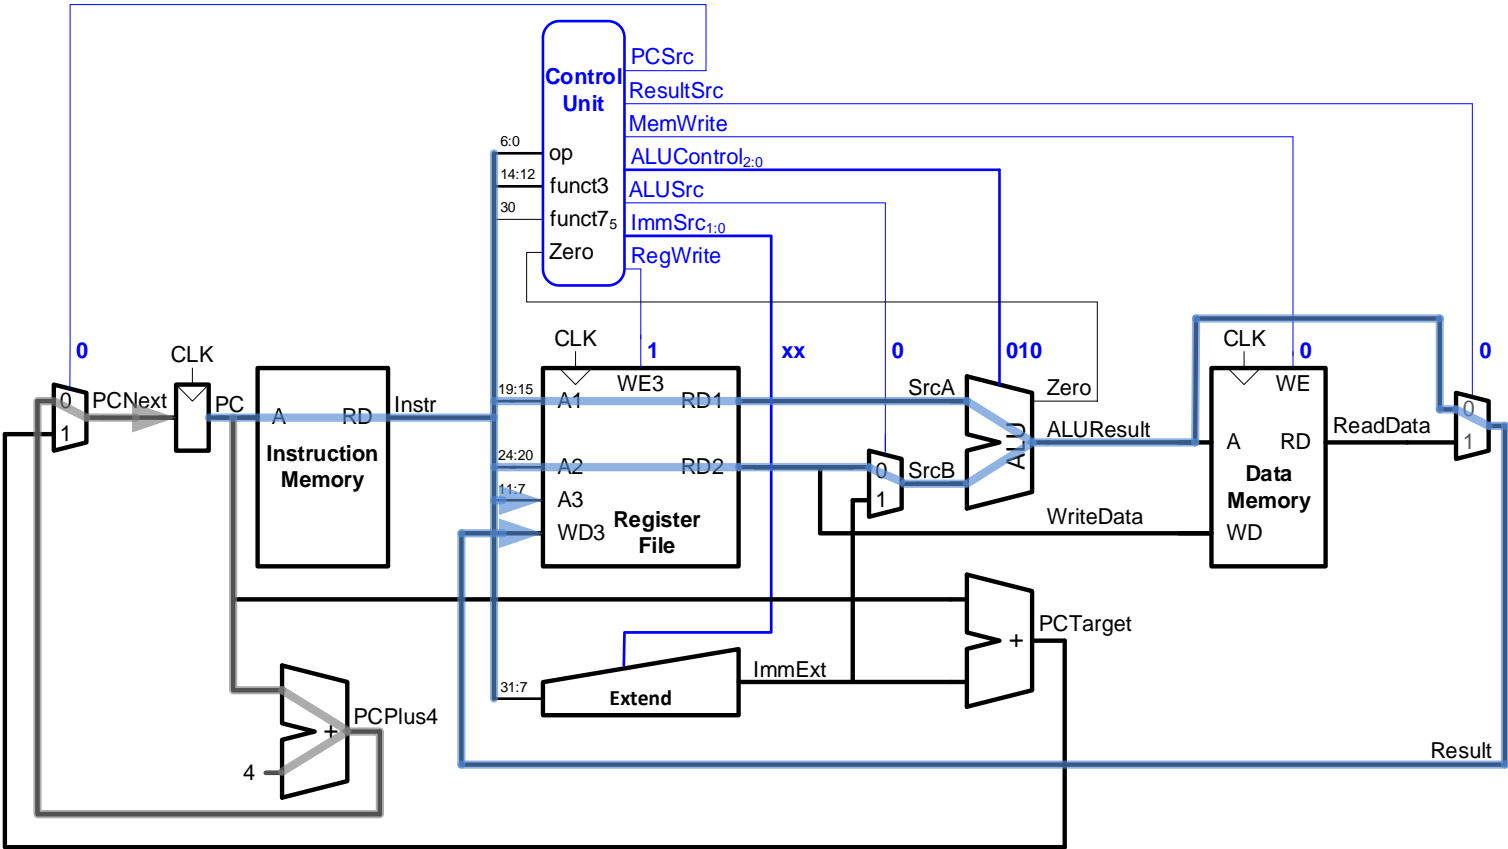 PCSrc
Control
Unit
ResultSrc
MemWrite
6:0
op
ALUControl2:0
14:12
funct3
ALUSrc
30
funct75
ImmSrc1:0
Zero
RegWrite
0
CLK
CLK
1
xx
0
010
CLK
0
0
WE3
WE
0
PCNext
PC
A
RD
Instr
19:15
A1
RD1
SrcA
Zero
0
1
Instruction
Memory
ALU
ALUResult
A
RD
ReadData
1
24:20
A2
RD2
0
SrcB
Data
Memory
11:7
A3
1
Register
File
WD3
WriteData
WD
PCTarget
+
31:7
Extend
ImmExt
PCPlus4
+
4
Result